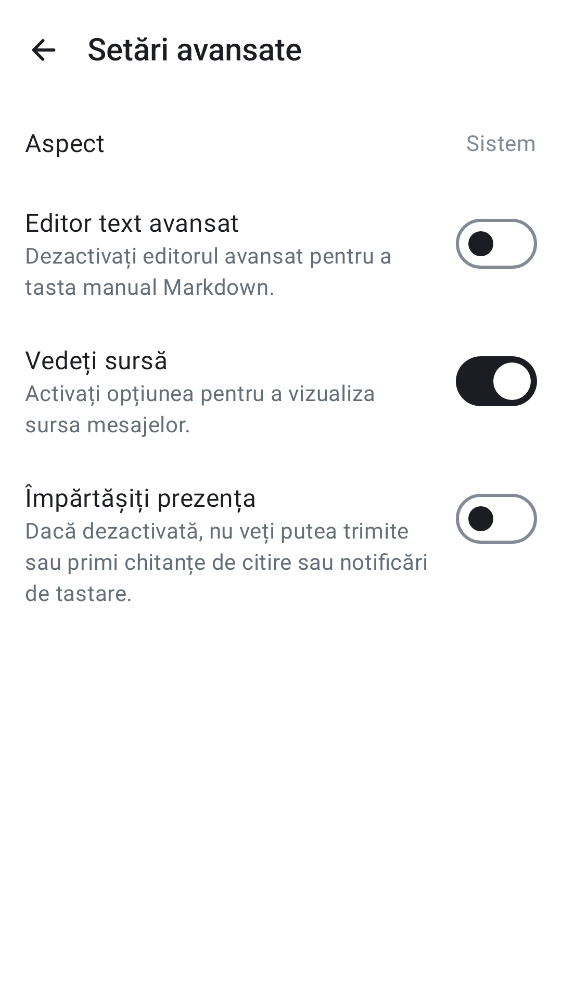 Setări avansate
Aspect
Sistem
Editor text avansat
Dezactivați editorul avansat pentru a
tasta manual Markdown.
Vedeți sursă
Activați opțiunea pentru a vizualiza
sursa mesajelor.
Împărtășiți prezența
Dacă dezactivată, nu veți putea trimite
sau primi chitanțe de citire sau notificări
de tastare.